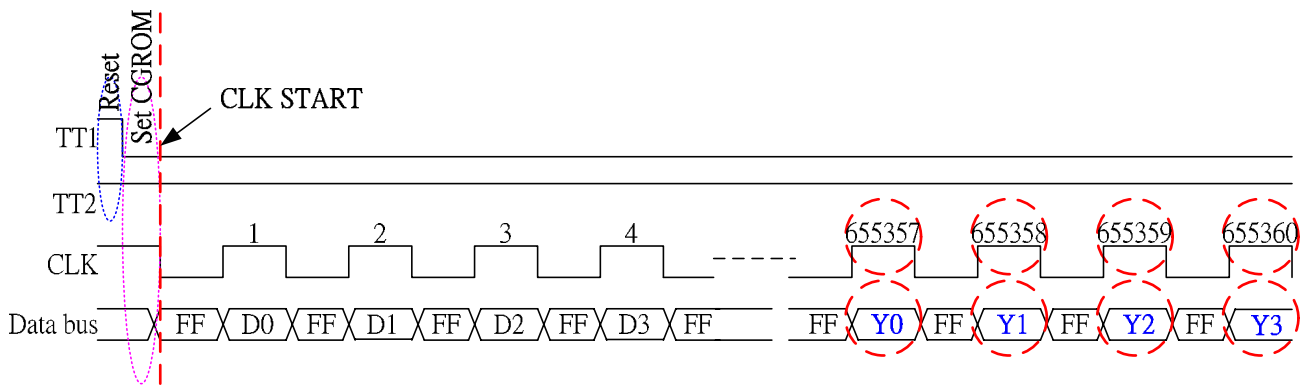 Reset
Set CGROM
CLK START
TT1
TT2
1 2 3 4 655357 655358 655359 655360
CLK
Data bus FF D0 FF D1 FF D2 FF D3 FF FF Y0 FF Y1 FF Y2 FF Y3